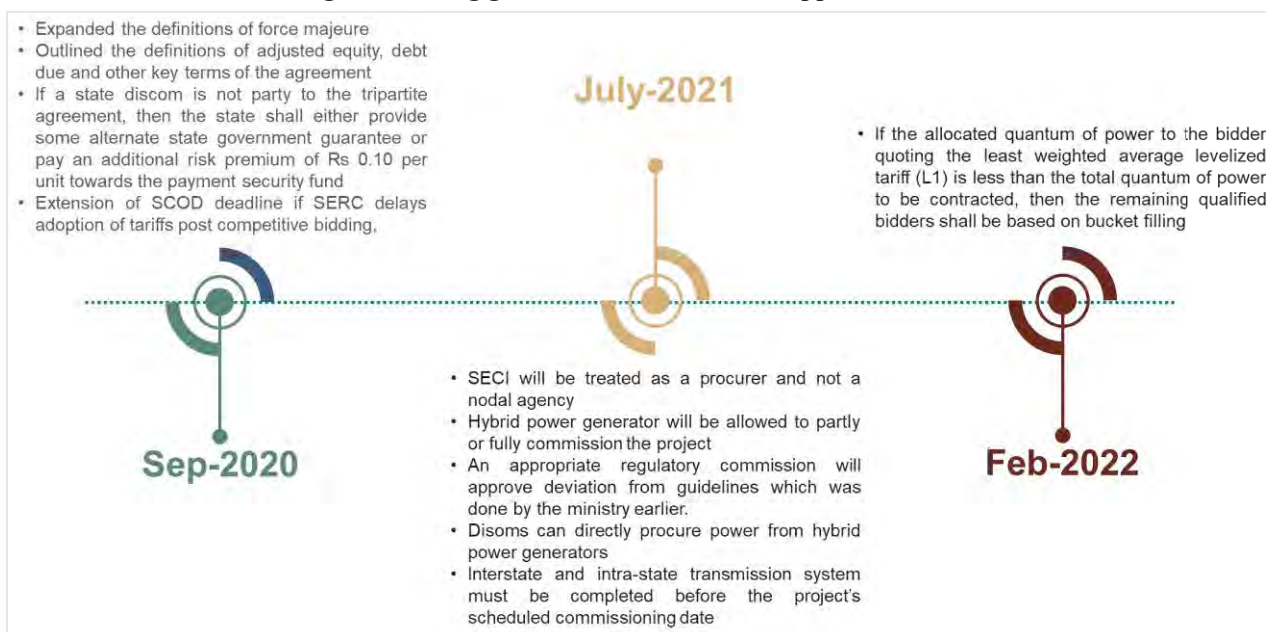 • Expanded the definitions of force majeure
• Outlined the definitions of adjusted equity, debt
due and other key terms of the agreement
• If a state discom is not party to the tripartite
agreement, then the state shall either provide
some alternate state government guarantee or
pay an additional risk premium of Rs 0.10 per
unit towards the payment security fund
• Extension of SCOD deadline if SERC delays
adoption of tariffs post competitive bidding,
Sep-2020
July-2021
• SECI will be treated as a procurer and not a
nodal agency
• Hybrid power generator will be allowed to partly
or fully commission the project
• An appropriate regulatory commission will
approve deviation from guidelines which was
done by the ministry earlier.
• Disoms can directly procure power from hybrid
power generators
• Interstate and intra-state transmission system
must be completed before the project's
scheduled commissioning date
• If the allocated quantum of power to the bidder
quoting the least weighted average levelized
tariff (L1) is less than the total quantum of power
to be contracted, then the remaining qualified
bidders shall be based on bucket filling
Feb-2022